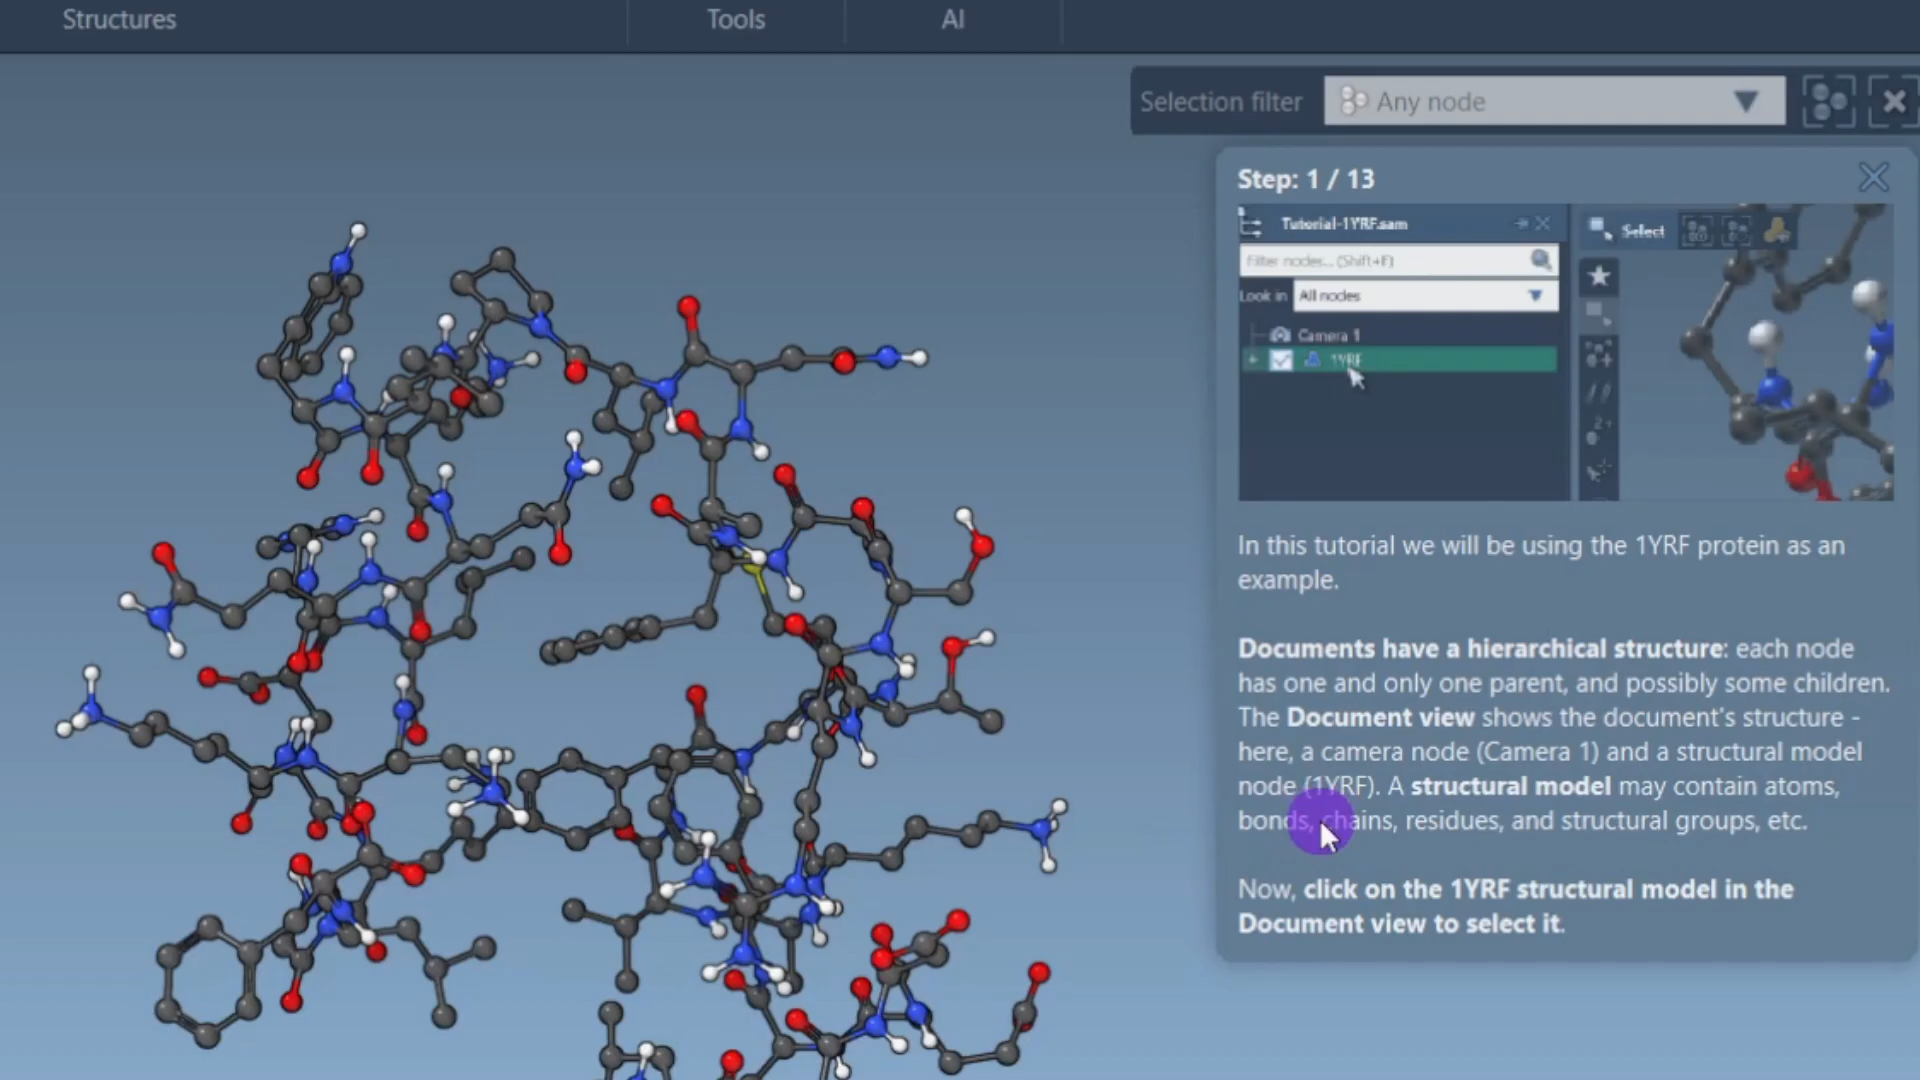 Structures
Tools
AI
Selection filter
Any node
Step: 1 / 13
Tutorial-1YRF.sam
Select
Filter nodes... (Shift+F)
Look in
All nodes
Camera 1
1YRF
In this tutorial we will be using the 1YRF protein as an
example.
Documents have a hierarchical structure: each node
has one and only one parent, and possibly some children.
The Document view shows the document's structure -
here, a camera node (Camera 1) and a structural model
node (1YRF). A structural model may contain atoms,
bonds, chains, residues, and structural groups, etc.
Now, click on the 1YRF structural model in the
Document view to select it.